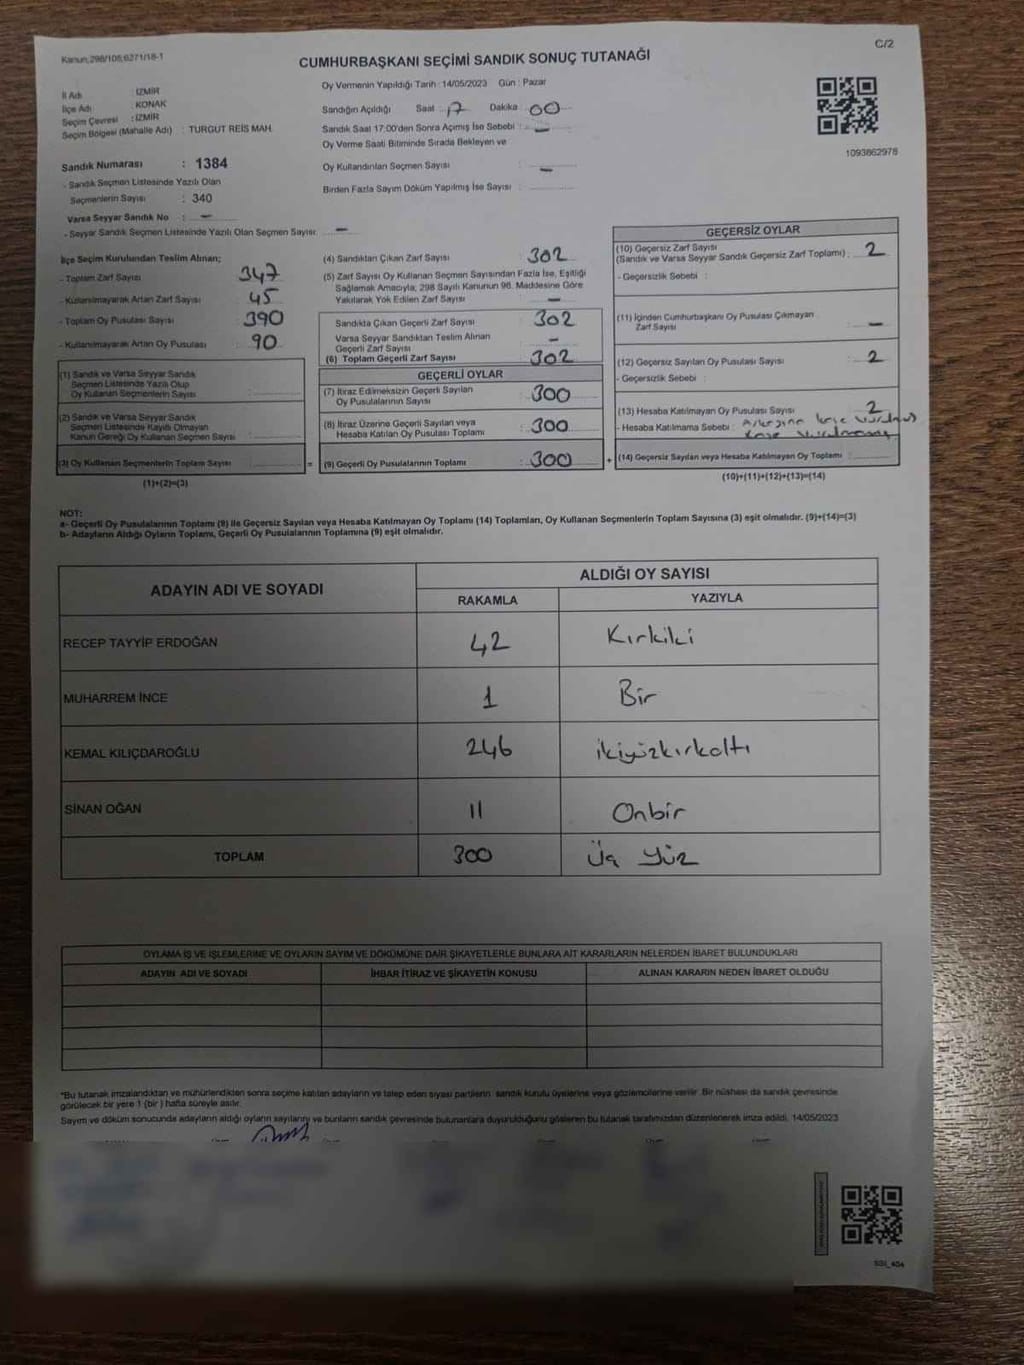 Kanun;298/105;6271/18-1
C/2
CUMHURBAŞKANI SEÇİMİ SANDIK SONUÇ TUTANAĞI
Oy Vermenin Yapıldığı Tarih : 14/05/2023 Gün : Pazar
İl Adı : İZMİR
İlçe Adı : KONAK
Seçim Çevresi : İZMİR
Seçim Bölgesi (Mahalle Adı) : TURGUT REİS MAH.
Sandığın Açıldığı Saat : 17 Dakika : 00
Sandık Saat 17:00'den Sonra Açımış İse Sebebi : –
Oy Verme Saati Bitiminde Sırada Bekleyen ve
Oy Kullandırılan Seçmen Sayısı : –
Birden Fazla Sayım Döküm Yapılmış İse Sayısı :
1093862978
Sandık Numarası : 1384
- Sandık Seçmen Listesinde Yazılı Olan
Seçmenlerin Sayısı : 340
Varsa Seyyar Sandık No : –
- Seyyar Sandık Seçmen Listesinde Yazılı Olan Seçmen Sayısı: –
İlçe Seçim Kurulundan Teslim Alınan;
- Toplam Zarf Sayısı : 347
- Kullanılmayarak Artan Zarf Sayısı : 45
- Toplam Oy Pusulası Sayısı : 390
- Kullanılmayarak Artan Oy Pusulası : 90
(1) Sandık ve Varsa Seyyar Sandık
Seçmen Listesinde Yazılı Olup
Oy Kullanan Seçmenlerin Sayısı :
(2) Sandık ve Varsa Seyyar Sandık
Seçmen Listesinde Kayıtlı Olmayan
Kanun Gereği Oy Kullanan Seçmen Sayısı :
(3) Oy Kullanan Seçmenlerin Toplam Sayısı :
(1)+(2)=(3)
(4) Sandıktan Çıkan Zarf Sayısı : 302
(5) Zarf Sayısı Oy Kullanan Seçmen Sayısından Fazla İse, Eşitliği
Sağlamak Amacıyla; 298 Sayılı Kanunun 98. Maddesine Göre
Yakılarak Yok Edilen Zarf Sayısı : –
Sandıkta Çıkan Geçerli Zarf Sayısı : 302
Varsa Seyyar Sandıktan Teslim Alınan
Geçerli Zarf Sayısı : –
(6) Toplam Geçerli Zarf Sayısı : 302
GEÇERLİ OYLAR
(7) İtiraz Edilmeksizin Geçerli Sayılan
Oy Pusulalarının Sayısı : 300
(8) İtiraz Üzerine Geçerli Sayılan veya
Hesaba Katılan Oy Pusulası Toplamı : 300
= (9) Geçerli Oy Pusulalarının Toplamı : 300 +
GEÇERSİZ OYLAR
(10) Geçersiz Zarf Sayısı
(Sandık ve Varsa Seyyar Sandık Geçersiz Zarf Toplamı) : 2
- Geçersizlik Sebebi :
(11) İçinden Cumhurbaşkanı Oy Pusulası Çıkmayan
Zarf Sayısı : –
(12) Geçersiz Sayılan Oy Pusulası Sayısı : 2
- Geçersizlik Sebebi :
(13) Hesaba Katılmayan Oy Pusulası Sayısı : 2
- Hesaba Katılmama Sebebi :
(14) Geçersiz Sayılan veya Hesaba Katılmayan Oy Toplamı :
(10)+(11)+(12)+(13)=(14)
NOT:
a- Geçerli Oy Pusulalarının Toplamı (9) ile Geçersiz Sayılan veya Hesaba Katılmayan Oy Toplamı (14) Toplamları, Oy Kullanan Seçmenlerin Toplam Sayısına (3) eşit olmalıdır. (9)+(14)=(3)
b- Adayların Aldığı Oyların Toplamı, Geçerli Oy Pusulalarının Toplamına (9) eşit olmalıdır.
ADAYIN ADI VE SOYADI
ALDIĞI OY SAYISI
RAKAMLA YAZIYLA
RECEP TAYYİP ERDOĞAN 42 Kırkiki
MUHARREM İNCE 1 Bir
KEMAL KILIÇDAROĞLU 246 ikiyüzkırkaltı
SİNAN OĞAN 11 Onbir
TOPLAM 300 Üç Yüz
OYLAMA İŞ VE İŞLEMLERİNE VE OYLARIN SAYIM VE DÖKÜMÜNE DAİR ŞİKAYETLERLE BUNLARA AİT KARARLARIN NELERDEN İBARET BULUNDUKLARI
ADAYIN ADI VE SOYADI İHBAR İTİRAZ VE ŞİKAYETİN KONUSU ALINAN KARARIN NEDEN İBARET OLDUĞU
*Bu tutanak imzalandıktan ve mühürlendikten sonra seçime katılan adayların ve talep eden siyasi partilerin sandık kurulu üyelerine veya gözlemcilerine verilir. Bir nüshası da sandık çevresinde
görülecek bir yere 1 (bir ) hafta süreyle asılır.
Sayım ve döküm sonucunda adayların aldığı oyların sayılarını ve bunların sandık çevresinde bulunanlara duyurulduğunu gösteren bu tutanak tarafımızdan düzenlenerek imza edildi. 14/05/2023